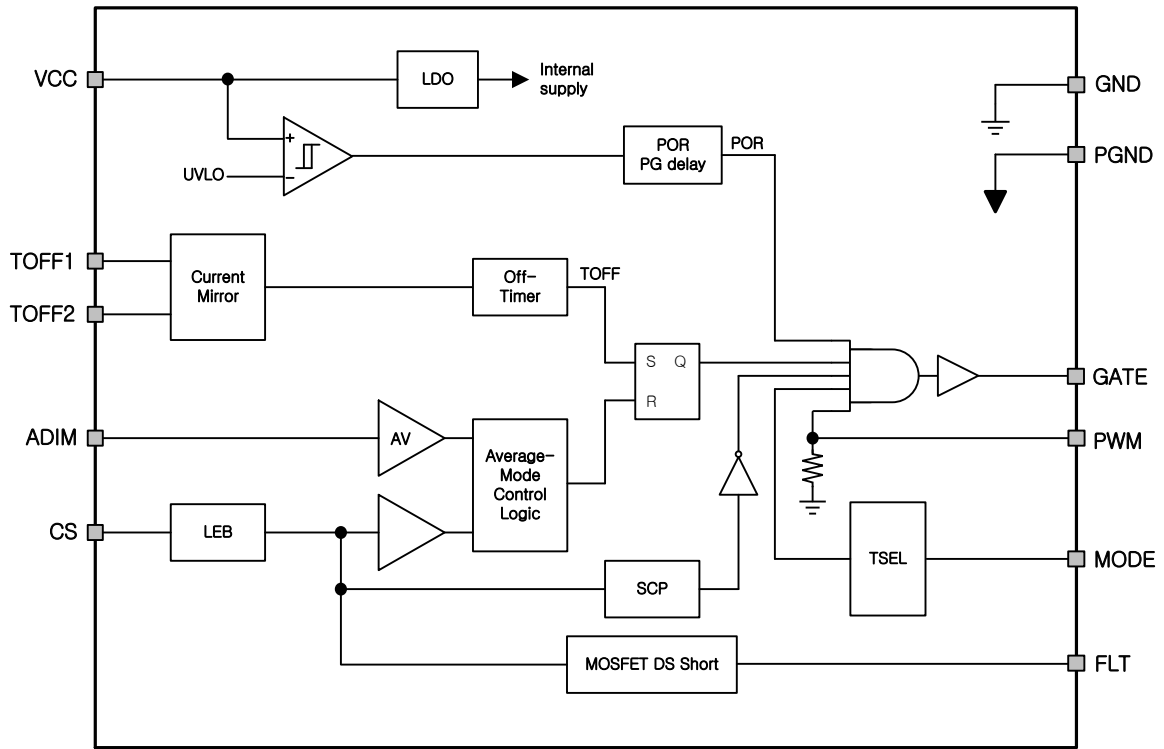 VCC
LDO
Internal
supply
GND
+
UVLO
−
POR
PG delay
POR
PGND
TOFF1
TOFF2
Current
Mirror
Off-
Timer
TOFF
S Q
R
GATE
ADIM
AV
PWM
Average-
Mode
Control
Logic
CS
LEB
SCP
TSEL
MODE
MOSFET DS Short
FLT